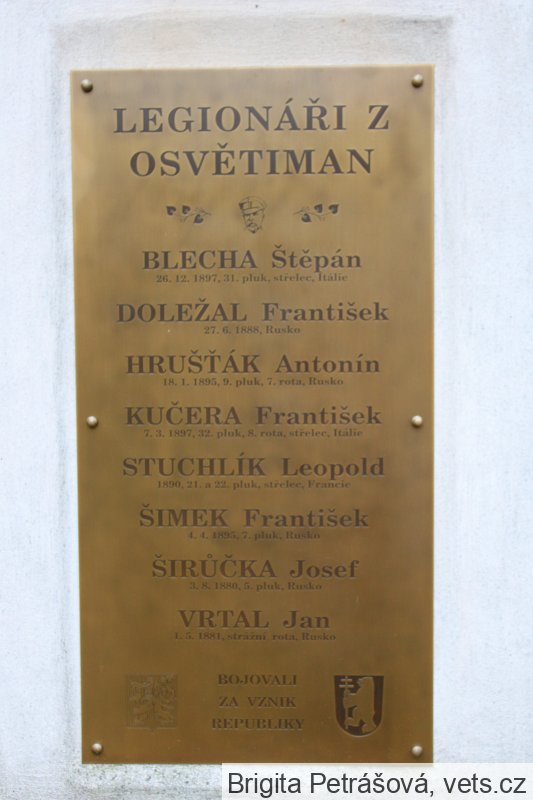 LEGIONÁŘI Z
OSVĚTIMAN
BLECHA Štěpán
26. 12. 1897, 31. pluk, střelec, Itálie
DOLEŽAL František
27. 6. 1888, Rusko
HRUŠŤÁK Antonín
18. 1. 1895, 9. pluk, 7. rota, Rusko
KUČERA František
7. 3. 1897, 32. pluk, 8. rota, střelec, Itálie
STUCHLÍK Leopold
1890, 21. a 22. pluk, střelec, Francie
ŠIMEK František
4. 4. 1895, 7. pluk, Rusko
ŠIRŮČKA Josef
3. 8. 1880, 5. pluk, Rusko
VRTAL Jan
1. 5. 1881, strážní rota, Rusko
BOJOVALI
ZA VZNIK
REPUBLIKY
Brigita Petrášová, vets.cz